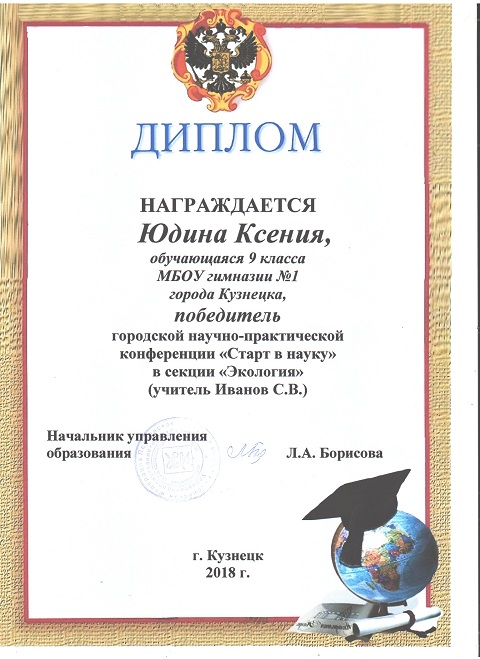 ДИПЛОМ
НАГРАЖДАЕТСЯ
Юдина Ксения,
обучающаяся 9 класса
МБОУ гимназии №1
города Кузнецка,
победитель
городской научно-практической
конференции «Старт в науку»
в секции «Экология»
(учитель Иванов С.В.)
Начальник управления
образования Л.А. Борисова
г. Кузнецк
2018 г.